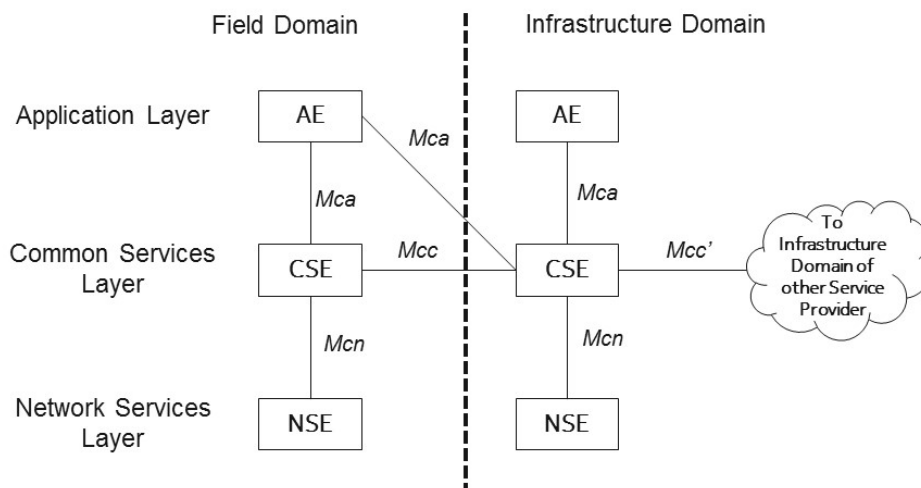 Field Domain
Infrastructure Domain
Application Layer
AE
Mca
AE
Mca
Mca
Common Services
Layer
CSE
Mcc
CSE
Mcc’
To
Infrastructure
Domain of
other Service
Provider
Mcn
Mcn
Network Services
Layer
NSE
NSE